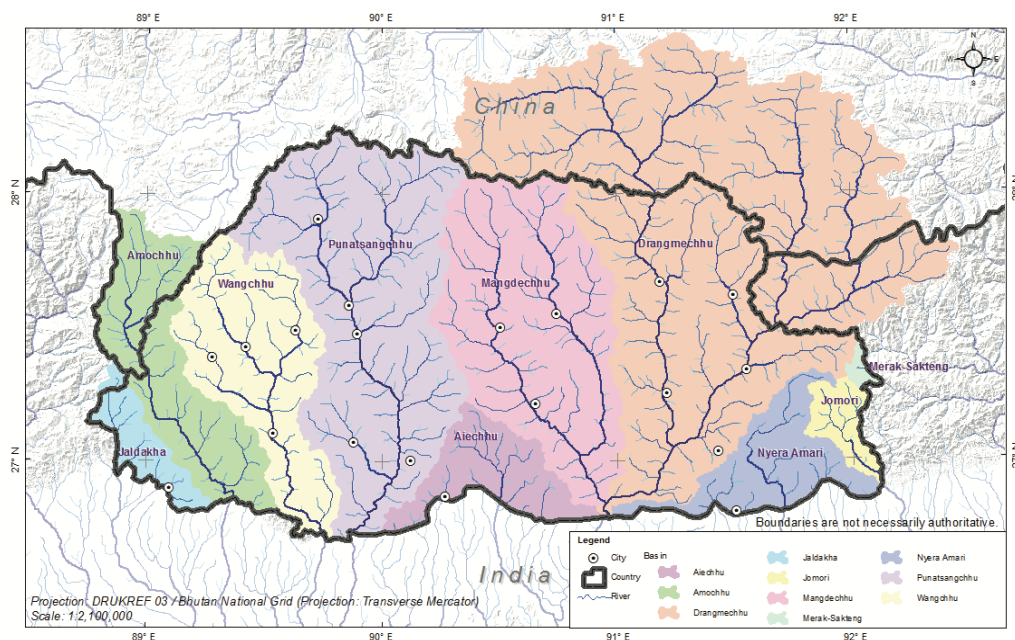 89° E
90° E
91° E
92° E
N
W
E
S
China
28° N
28° N
Amochhu
Wangchhu
Punatsangchhu
Mangdechhu
Drangmechhu
Merak-Sakteng
Jomori
Jaldakha
Aiechhu
Nyera Amari
27° N
27° N
Boundaries are not necessarily authoritative.
India
Legend
City
Country
River
Basin
Aiechhu
Amochhu
Drangmechhu
Jaldakha
Jomori
Mangdechhu
Merak-Sakteng
Nyera Amari
Punatsangchhu
Wangchhu
Projection: DRUKREF 03 / Bhutan National Grid (Projection: Transverse Mercator)
Scale: 1:2,100,000
89° E
90° E
91° E
92° E